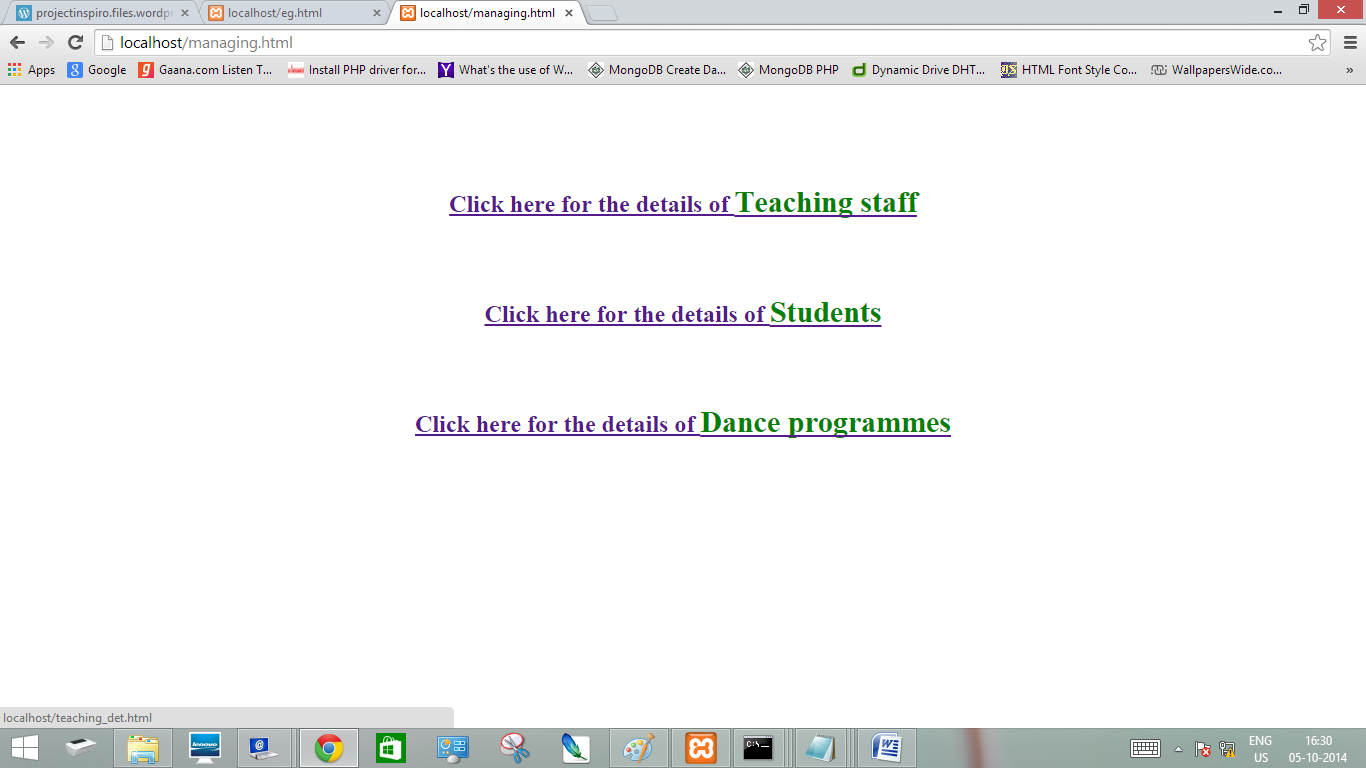 projectinspiro.files.wordpr
localhost/eg.html
localhost/managing.html
localhost/managing.html
Apps
Google
Gaana.com Listen T...
Install PHP driver for...
What's the use of W...
MongoDB Create Da...
MongoDB PHP
Dynamic Drive DHT...
HTML Font Style Co...
WallpapersWide.co...
»
Click here for the details of Teaching staff
Click here for the details of Students
Click here for the details of Dance programmes
localhost/teaching_det.html
lenovo
C:\.
ENG
US
16:30
05-10-2014